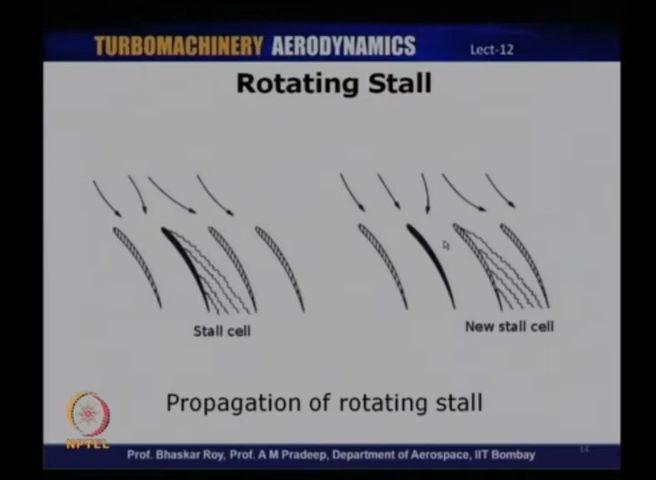 TURBOMACHINERY AERODYNAMICS Lect-12
Rotating Stall
Stall cell
New stall cell
Propagation of rotating stall
NPTEL
Prof. Bhaskar Roy, Prof. A M Pradeep, Department of Aerospace, IIT Bombay
14